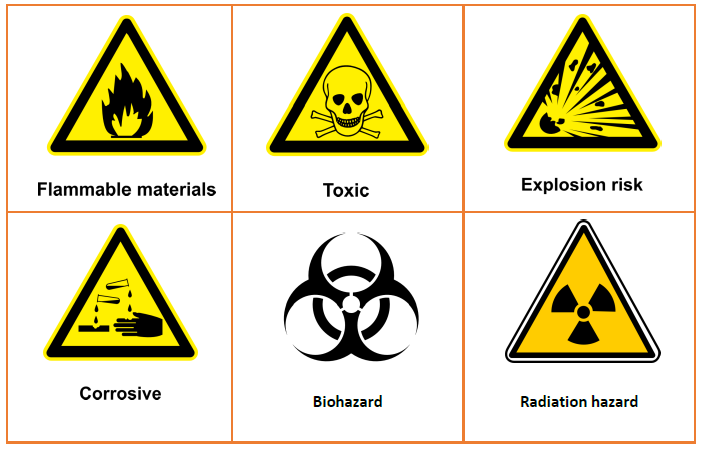 Flammable materials
Toxic
Explosion risk
Corrosive
Biohazard
Radiation hazard